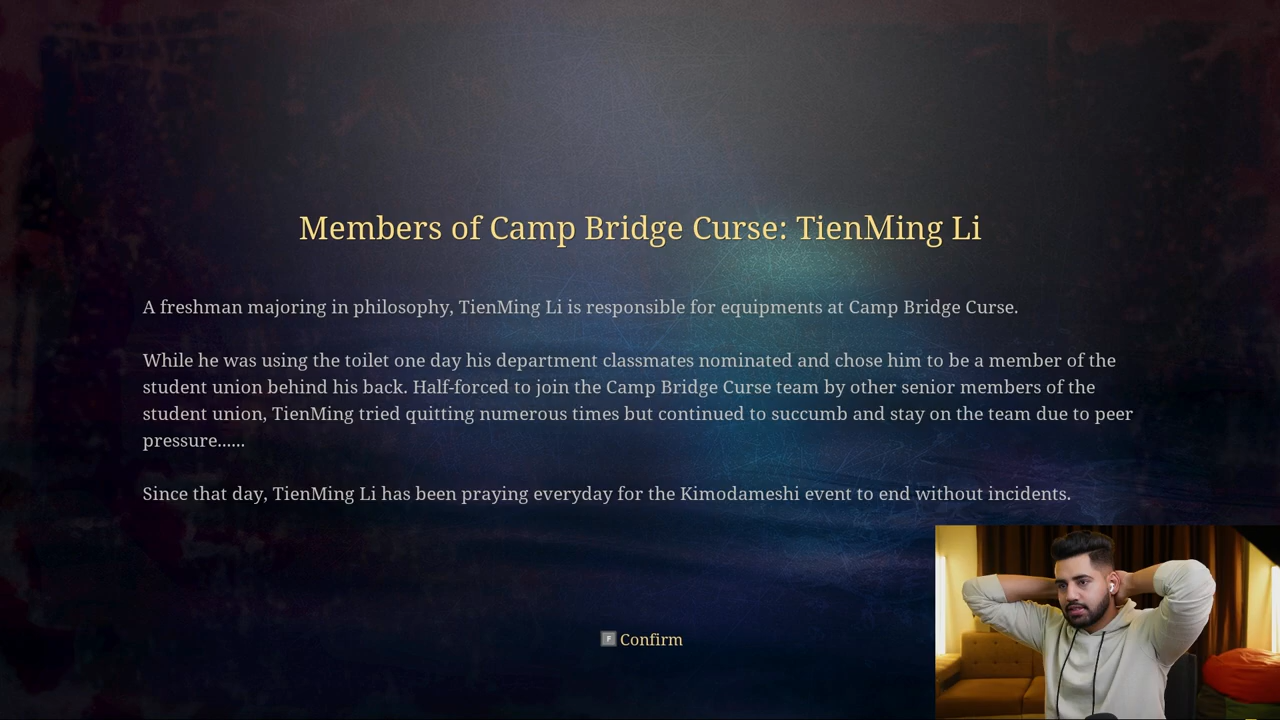 Members of Camp Bridge Curse: TienMing Li
A freshman majoring in philosophy, TienMing Li is responsible for equipments at Camp Bridge Curse.
While he was using the toilet one day his department classmates nominated and chose him to be a member of the
student union behind his back. Half-forced to join the Camp Bridge Curse team by other senior members of the
student union, TienMing tried quitting numerous times but continued to succumb and stay on the team due to peer
pressure......
Since that day, TienMing Li has been praying everyday for the Kimodameshi event to end without incidents.
F Confirm